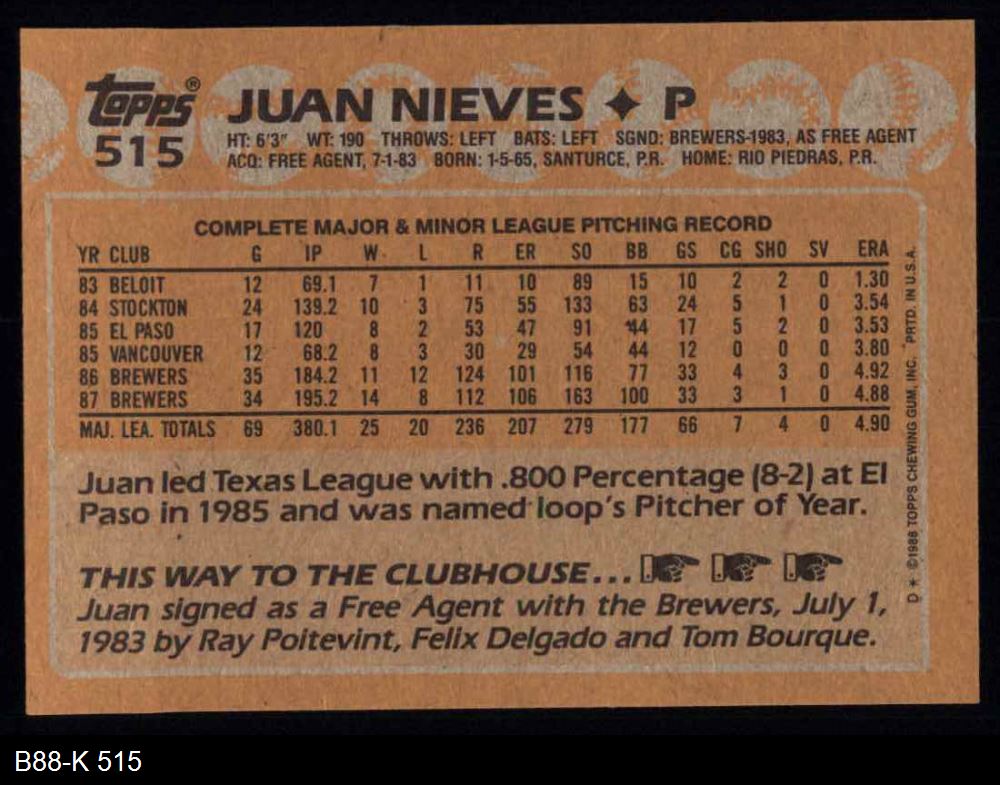 TOPPS®
515
JUAN NIEVES ✦ P
HT: 6'3" WT: 190 THROWS: LEFT BATS: LEFT SGND: BREWERS-1983, AS FREE AGENT
ACQ: FREE AGENT, 7-1-83 BORN: 1-5-65, SANTURCE, P.R. HOME: RIO PIEDRAS, P.R.
COMPLETE MAJOR & MINOR LEAGUE PITCHING RECORD
YR CLUB G IP W L R ER SO BB GS CG SHO SV ERA
83 BELOIT 12 69.1 7 1 11 10 89 15 10 2 2 0 1.30
84 STOCKTON 24 139.2 10 3 75 55 133 63 24 5 1 0 3.54
85 EL PASO 17 120 8 2 53 47 91 44 17 5 2 0 3.53
85 VANCOUVER 12 68.2 8 3 30 29 54 44 12 0 0 0 3.80
86 BREWERS 35 184.2 11 12 124 101 116 77 33 4 3 0 4.92
87 BREWERS 34 195.2 14 8 112 106 163 100 33 3 1 0 4.88
MAJ. LEA. TOTALS 69 380.1 25 20 236 207 279 177 66 7 4 0 4.90
Juan led Texas League with .800 Percentage (8-2) at El
Paso in 1985 and was named loop's Pitcher of Year.
THIS WAY TO THE CLUBHOUSE...
Juan signed as a Free Agent with the Brewers, July 1,
1983 by Ray Poitevint, Felix Delgado and Tom Bourque.
D * ©1988 TOPPS CHEWING GUM, INC. PRTD. IN U.S.A.
B88-K 515